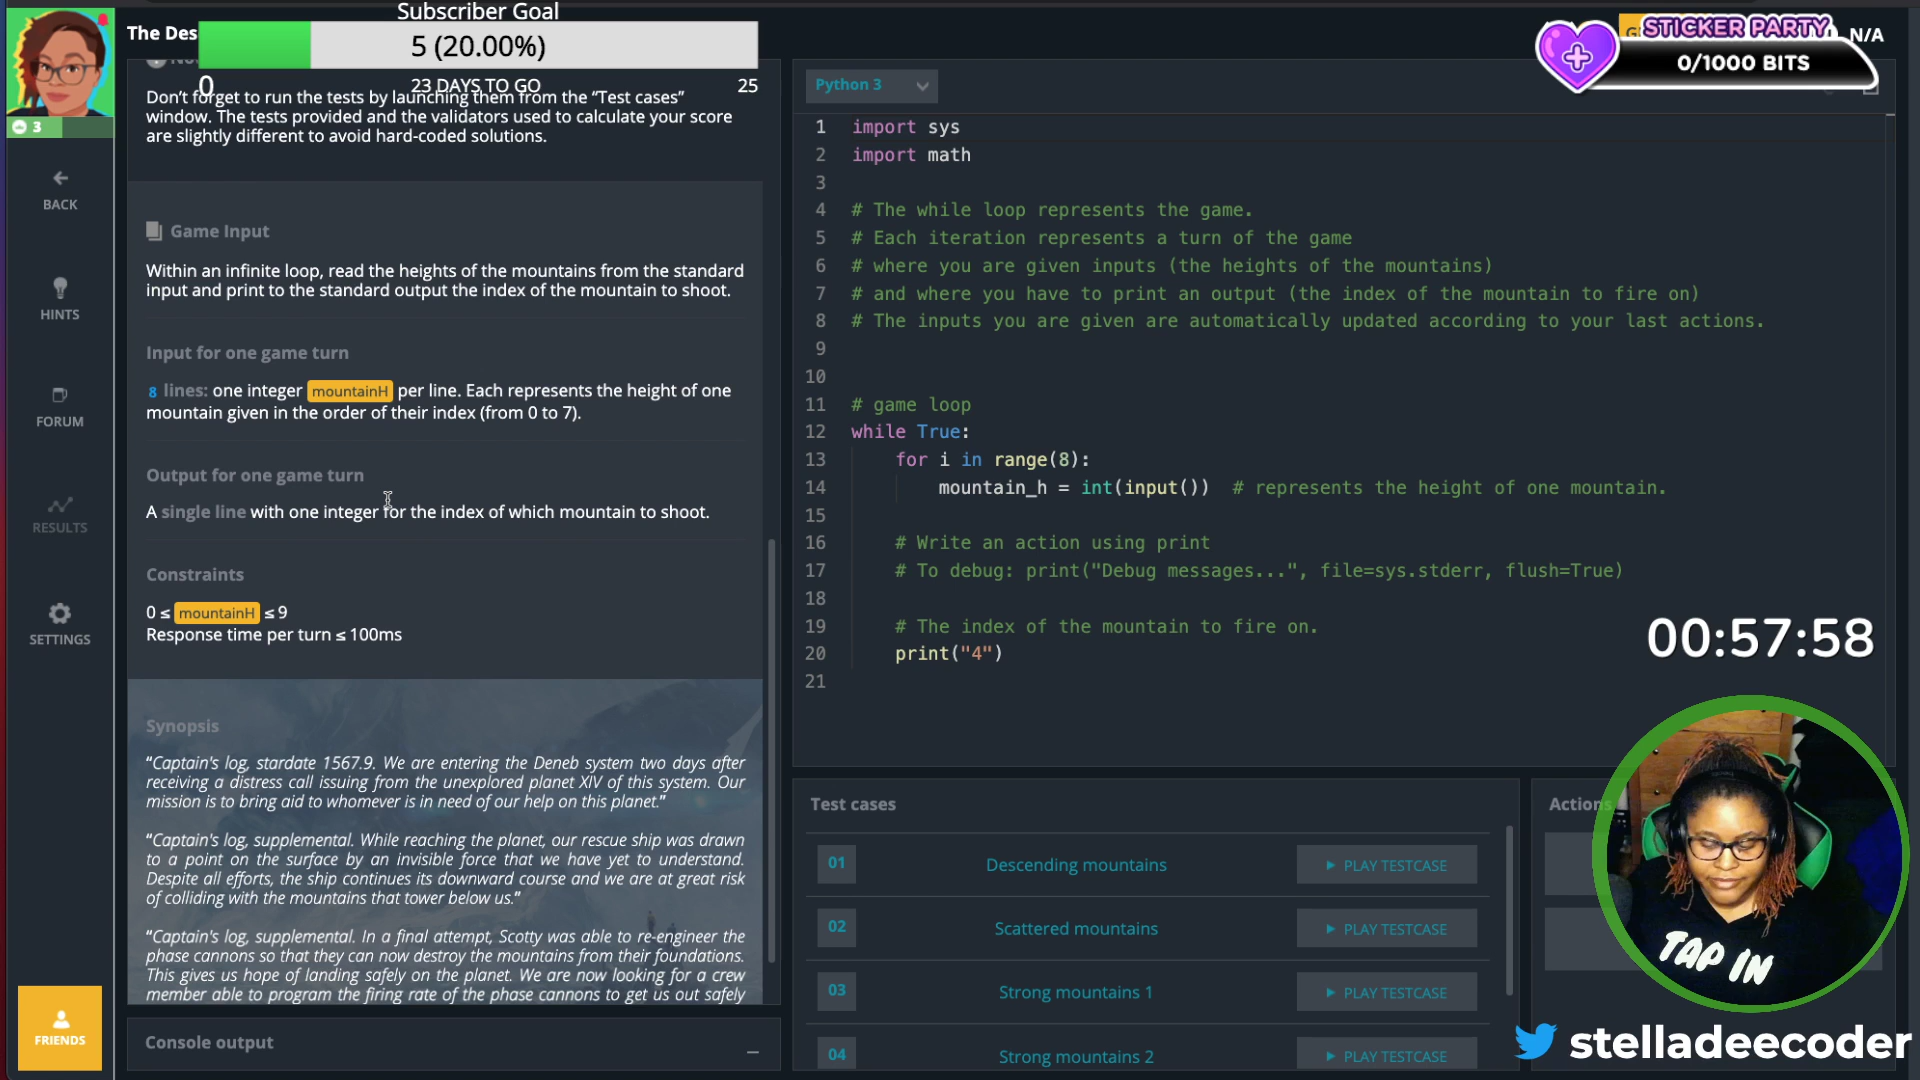 Subscriber Goal
The Des
5 (20.00%)
0
23 DAYS TO GO
25
STICKER PARTY
0/1000 BITS
N/A
3
BACK
HINTS
FORUM
RESULTS
SETTINGS
FRIENDS
Don't forget to run the tests by launching them from the “Test cases”
window. The tests provided and the validators used to calculate your score
are slightly different to avoid hard-coded solutions.
Game Input
Within an infinite loop, read the heights of the mountains from the standard
input and print to the standard output the index of the mountain to shoot.
Input for one game turn
8 lines: one integer mountainH per line. Each represents the height of one
mountain given in the order of their index (from 0 to 7).
Output for one game turn
A single line with one integer for the index of which mountain to shoot.
Constraints
0 ≤ mountainH ≤ 9
Response time per turn ≤ 100ms
Synopsis
“Captain's log, stardate 1567.9. We are entering the Deneb system two days after
receiving a distress call issuing from the unexplored planet XIV of this system. Our
mission is to bring aid to whomever is in need of our help on this planet.”
“Captain's log, supplemental. While reaching the planet, our rescue ship was drawn
to a point on the surface by an invisible force that we have yet to understand.
Despite all efforts, the ship continues its downward course and we are at great risk
of colliding with the mountains that tower below us.”
“Captain's log, supplemental. In a final attempt, Scotty was able to re-engineer the
phase cannons so that they can now destroy the mountains from their foundations.
This gives us hope of landing safely on the planet. We are now looking for a crew
member able to program the firing rate of the phase cannons to get us out safely
Console output
Python 3
1 import sys
2 import math
3
4 # The while loop represents the game.
5 # Each iteration represents a turn of the game
6 # where you are given inputs (the heights of the mountains)
7 # and where you have to print an output (the index of the mountain to fire on)
8 # The inputs you are given are automatically updated according to your last actions.
9
10
11 # game loop
12 while True:
13 for i in range(8):
14 mountain_h = int(input()) # represents the height of one mountain.
15
16 # Write an action using print
17 # To debug: print("Debug messages...", file=sys.stderr, flush=True)
18
19 # The index of the mountain to fire on.
20 print("4")
21
00:57:58
Test cases
01 Descending mountains PLAY TESTCASE
02 Scattered mountains PLAY TESTCASE
03 Strong mountains 1 PLAY TESTCASE
04 Strong mountains 2 PLAY TESTCASE
Actions
TAP IN
stelladeecoder